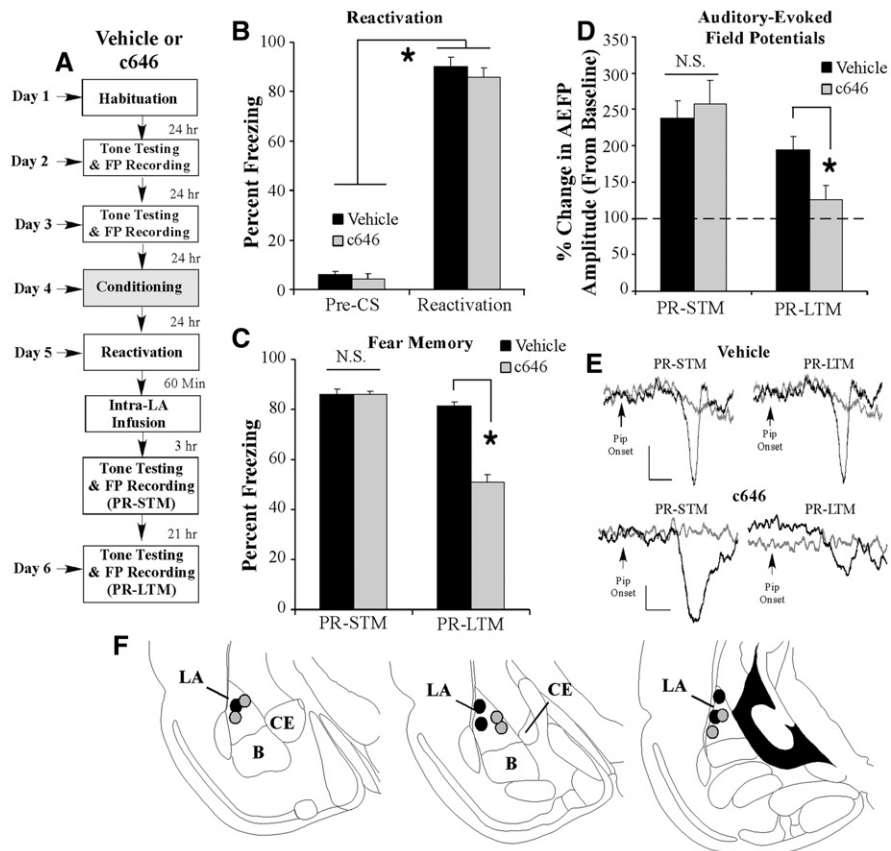 Vehicle or
c646
A
Day 1
Habituation
24 hr
Day 2
Tone Testing
& FP Recording
24 hr
Day 3
Tone Testing
& FP Recording
24 hr
Day 4
Conditioning
24 hr
Day 5
Reactivation
60 Min
Intra-LA
Infusion
3 hr
Tone Testing
& FP Recording
(PR-STM)
21 hr
Day 6
Tone Testing
& FP Recording
(PR-LTM)
B
Reactivation
Percent Freezing
100
80
60
40
20
0
*
Vehicle
c646
Pre-CS
Reactivation
C
Fear Memory
Percent Freezing
100
80
60
40
20
0
N.S.
*
Vehicle
c646
PR-STM
PR-LTM
D
Auditory-Evoked
Field Potentials
% Change in AEFP
Amplitude (From Baseline)
350
300
250
200
150
100
50
0
N.S.
*
Vehicle
c646
PR-STM
PR-LTM
E
Vehicle
PR-STM
PR-LTM
Pip
Onset
Pip
Onset
c646
PR-STM
PR-LTM
Pip
Onset
Pip
Onset
F
LA
CE
B
LA
CE
B
LA